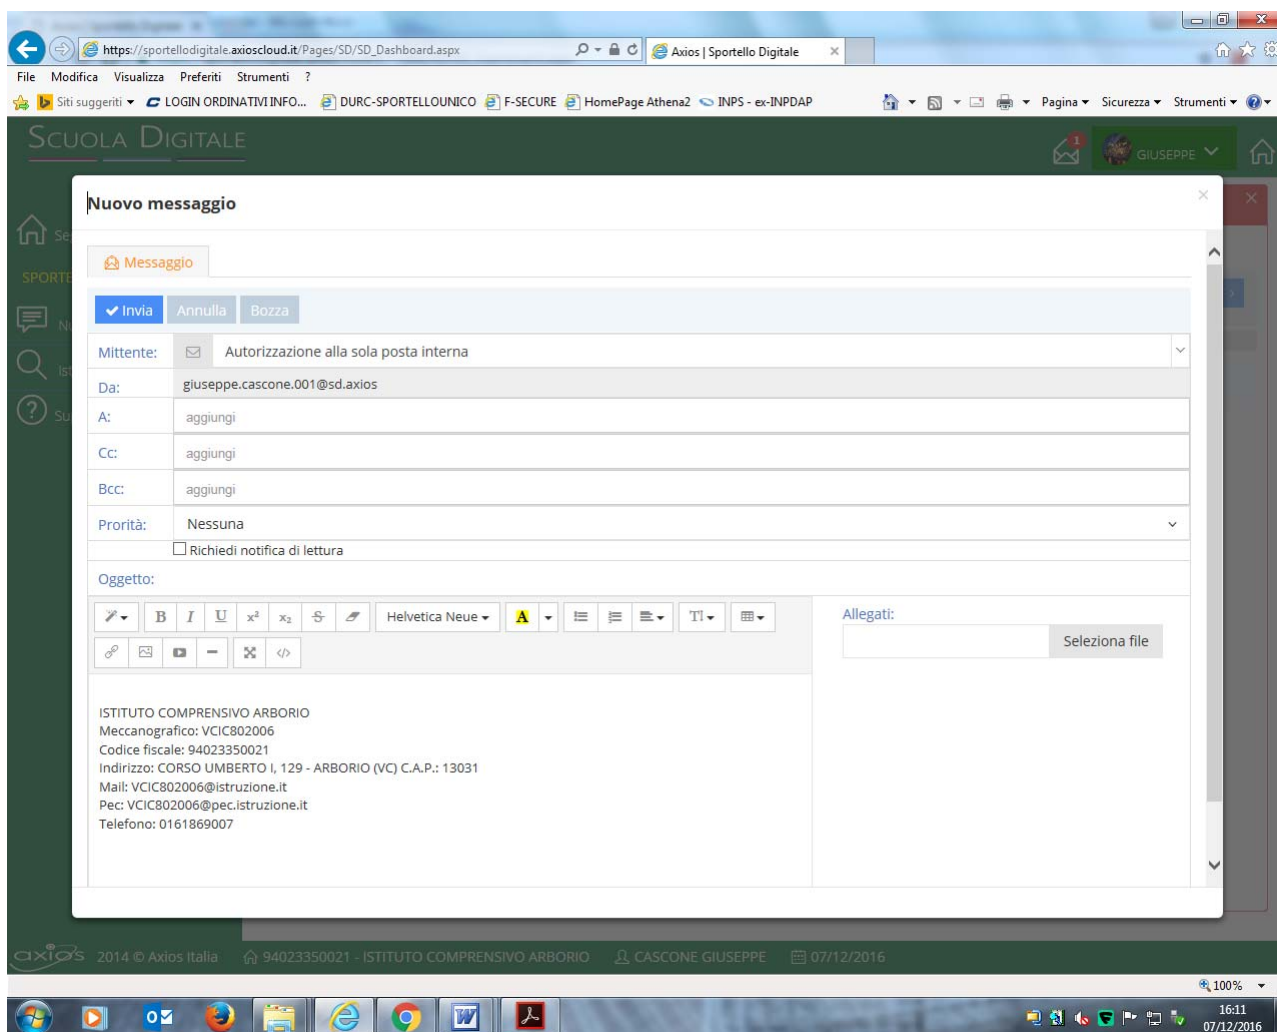 https://sportellodigitale.axioscloud.it/Pages/SD/SD_Dashboard.aspx
Axios | Sportello Digitale
File Modifica Visualizza Preferiti Strumenti ?
Siti suggeriti LOGIN ORDINATIVI INFO... DURC-SPORTELLOUNICO F-SECURE HomePage Athena2 INPS - ex-INPDAP Pagina Sicurezza Strumenti
SCUOLA DIGITALE
1 GIUSEPPE
Nuovo messaggio
Messaggio
Invia Annulla Bozza
Mittente: Autorizzazione alla sola posta interna
Da: giuseppe.cascone.001@sd.axios
A: aggiungi
Cc: aggiungi
Bcc: aggiungi
Prorità: Nessuna
Richiedi notifica di lettura
Oggetto:
B I U x² x₂ S Helvetica Neue A TI
Allegati:
Seleziona file
ISTITUTO COMPRENSIVO ARBORIO
Meccanografico: VCIC802006
Codice fiscale: 94023350021
Indirizzo: CORSO UMBERTO I, 129 - ARBORIO (VC) C.A.P.: 13031
Mail: VCIC802006@istruzione.it
Pec: VCIC802006@pec.istruzione.it
Telefono: 0161869007
axios 2014 © Axios Italia 94023350021 - ISTITUTO COMPRENSIVO ARBORIO CASCONE GIUSEPPE 07/12/2016
100%
16:11
07/12/2016